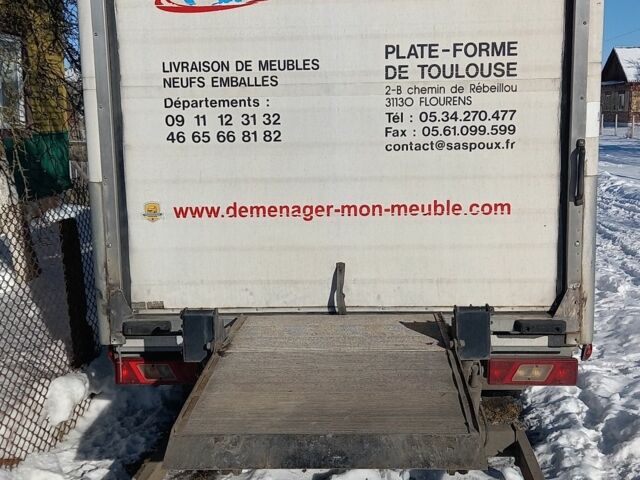 LIVRAISON DE MEUBLES
NEUFS EMBALLES
Départements :
09 11 12 31 32
46 65 66 81 82
PLATE-FORME
DE TOULOUSE
2-B chemin de Rébeillou
31130 FLOURENS
Tél : 05.34.270.477
Fax : 05.61.099.599
contact@saspoux.fr
www.demenager-mon-meuble.com